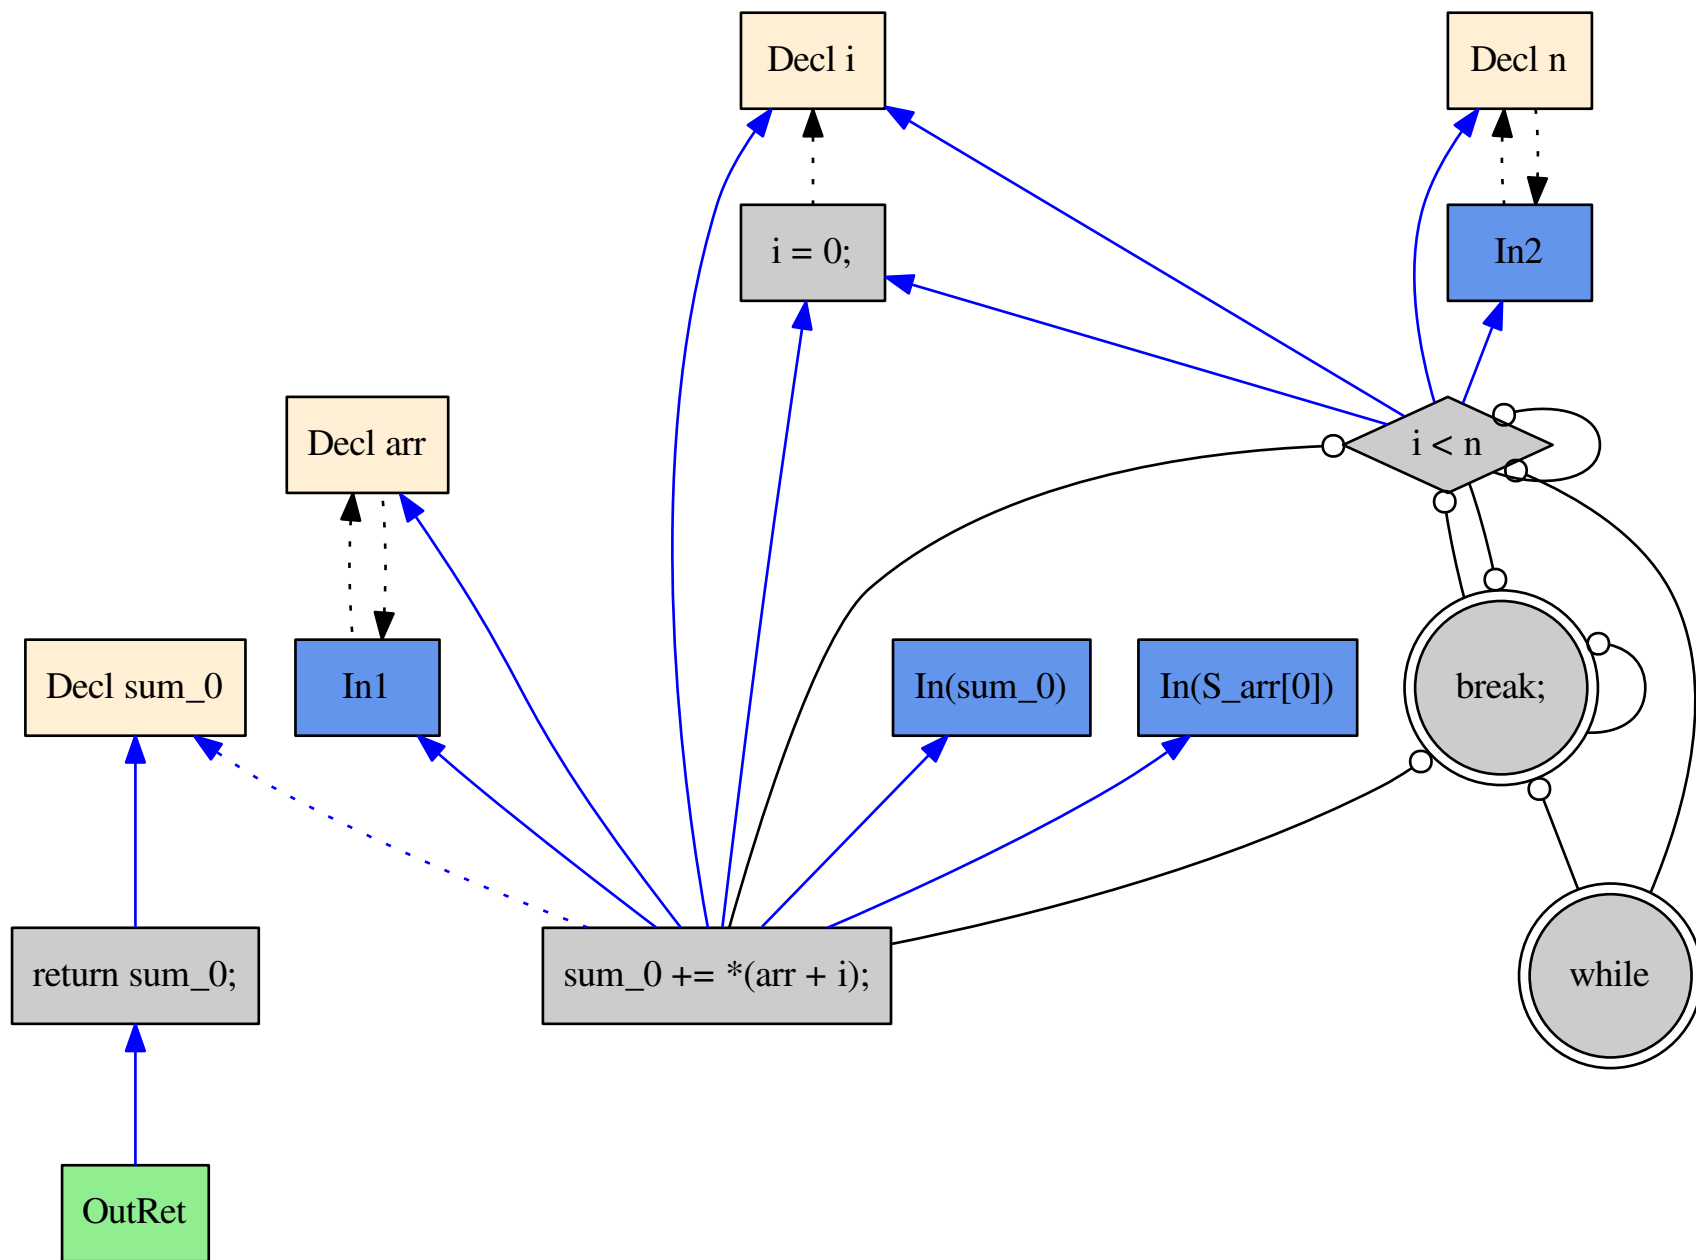 Decl i
Decl n
i = 0;
In2
Decl arr
i < n
Decl sum_0
In1
In(sum_0)
In(S_arr[0])
break;
return sum_0;
sum_0 += *(arr + i);
while
OutRet